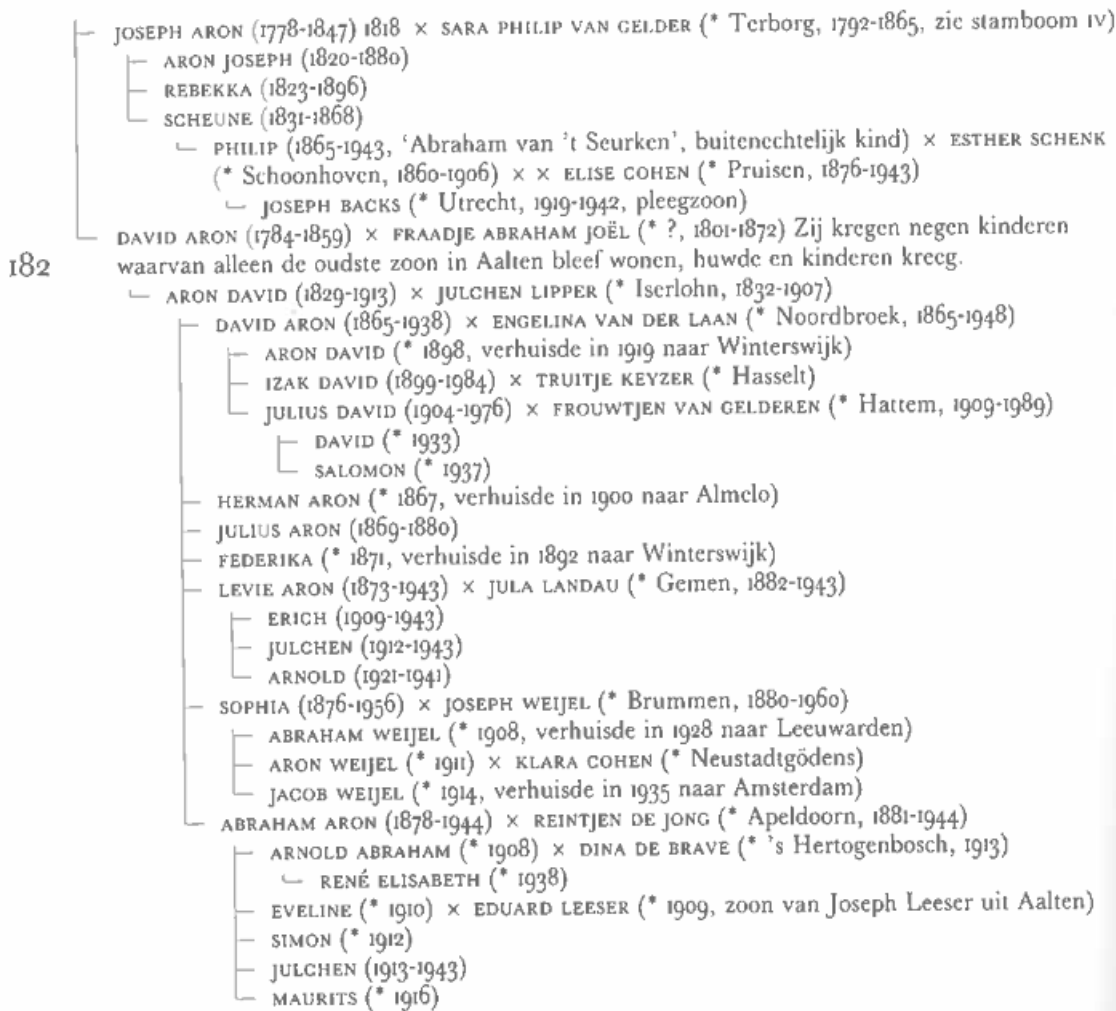 JOSEPH ARON (1778-1847) 1818 × SARA PHILIP VAN GELDER (* Terborg, 1792-1865, zie stamboom IV)
ARON JOSEPH (1820-1880)
REBEKKA (1823-1896)
SCHEUNE (1831-1868)
PHILIP (1865-1943, ‘Abraham van ’t Seurken’, buitenechtelijk kind) × ESTHER SCHENK
(* Schoonhoven, 1860-1906) × × ELISE COHEN (* Pruisen, 1876-1943)
JOSEPH BACKS (* Utrecht, 1919-1942, pleegzoon)
DAVID ARON (1784-1859) × FRAADJE ABRAHAM JOËL (* ?, 1801-1872) Zij kregen negen kinderen
182 waarvan alleen de oudste zoon in Aalten bleef wonen, huwde en kinderen kreeg.
ARON DAVID (1829-1913) × JULCHEN LIPPER (* Iserlohn, 1832-1907)
DAVID ARON (1865-1938) × ENGELINA VAN DER LAAN (* Noordbroek, 1865-1948)
ARON DAVID (* 1898, verhuisde in 1919 naar Winterswijk)
IZAK DAVID (1899-1984) × TRUITJE KEYZER (* Hasselt)
JULIUS DAVID (1904-1976) × FROUWTJEN VAN GELDEREN (* Hattem, 1909-1989)
DAVID (* 1933)
SALOMON (* 1937)
HERMAN ARON (* 1867, verhuisde in 1900 naar Almelo)
JULIUS ARON (1869-1880)
FEDERIKA (* 1871, verhuisde in 1892 naar Winterswijk)
LEVIE ARON (1873-1943) × JULA LANDAU (* Gemen, 1882-1943)
ERICH (1909-1943)
JULCHEN (1912-1943)
ARNOLD (1921-1941)
SOPHIA (1876-1956) × JOSEPH WEIJEL (* Brummen, 1880-1960)
ABRAHAM WEIJEL (* 1908, verhuisde in 1928 naar Leeuwarden)
ARON WEIJEL (* 1911) × KLARA COHEN (* Neustadtgödens)
JACOB WEIJEL (* 1914, verhuisde in 1935 naar Amsterdam)
ABRAHAM ARON (1878-1944) × REINTJEN DE JONG (* Apeldoorn, 1881-1944)
ARNOLD ABRAHAM (* 1908) × DINA DE BRAVE (* ’s Hertogenbosch, 1913)
RENÉ ELISABETH (* 1938)
EVELINE (* 1910) × EDUARD LEESER (* 1909, zoon van Joseph Leeser uit Aalten)
SIMON (* 1912)
JULCHEN (1913-1943)
MAURITS (* 1916)